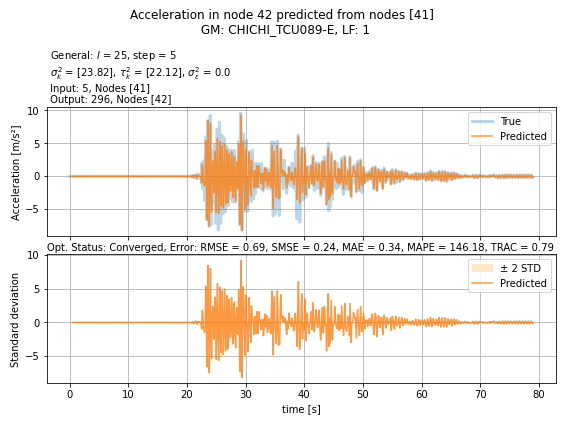 Acceleration in node 42 predicted from nodes [41]
GM: CHICHI_TCU089-E, LF: 1
General: l = 25, step = 5
σ²ₖ = [23.82], τ²ₖ = [22.12], σ²ε = 0.0
Input: 5, Nodes [41]
Output: 296, Nodes [42]
10
5
0
−5
Acceleration [m/s²]
True
Predicted
Opt. Status: Converged, Error: RMSE = 0.69, SMSE = 0.24, MAE = 0.34, MAPE = 146.18, TRAC = 0.79
10
5
0
−5
Standard deviation
± 2 STD
Predicted
0 10 20 30 40 50 60 70 80
time [s]